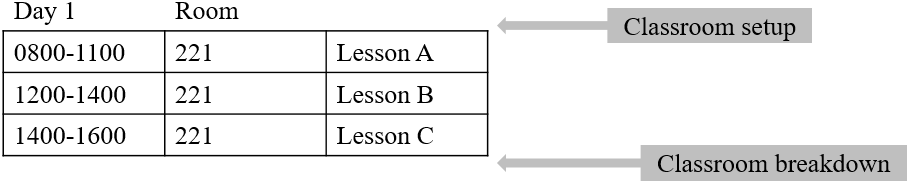 Day 1 Room
Classroom setup
0800-1100 221 Lesson A
1200-1400 221 Lesson B
1400-1600 221 Lesson C
Classroom breakdown